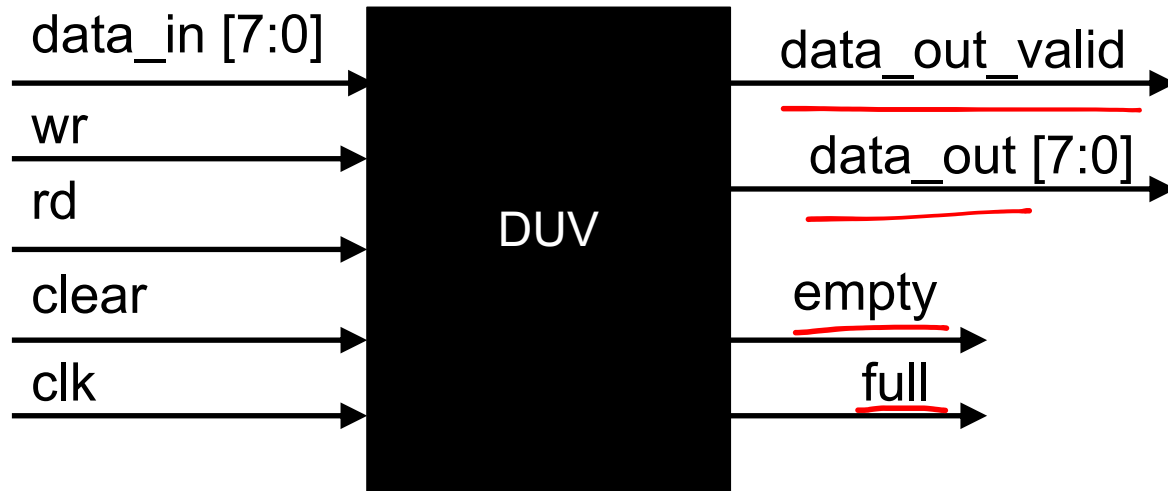 data_in [7:0]
wr
rd
clear
clk
DUV
data_out_valid
data_out [7:0]
empty
full